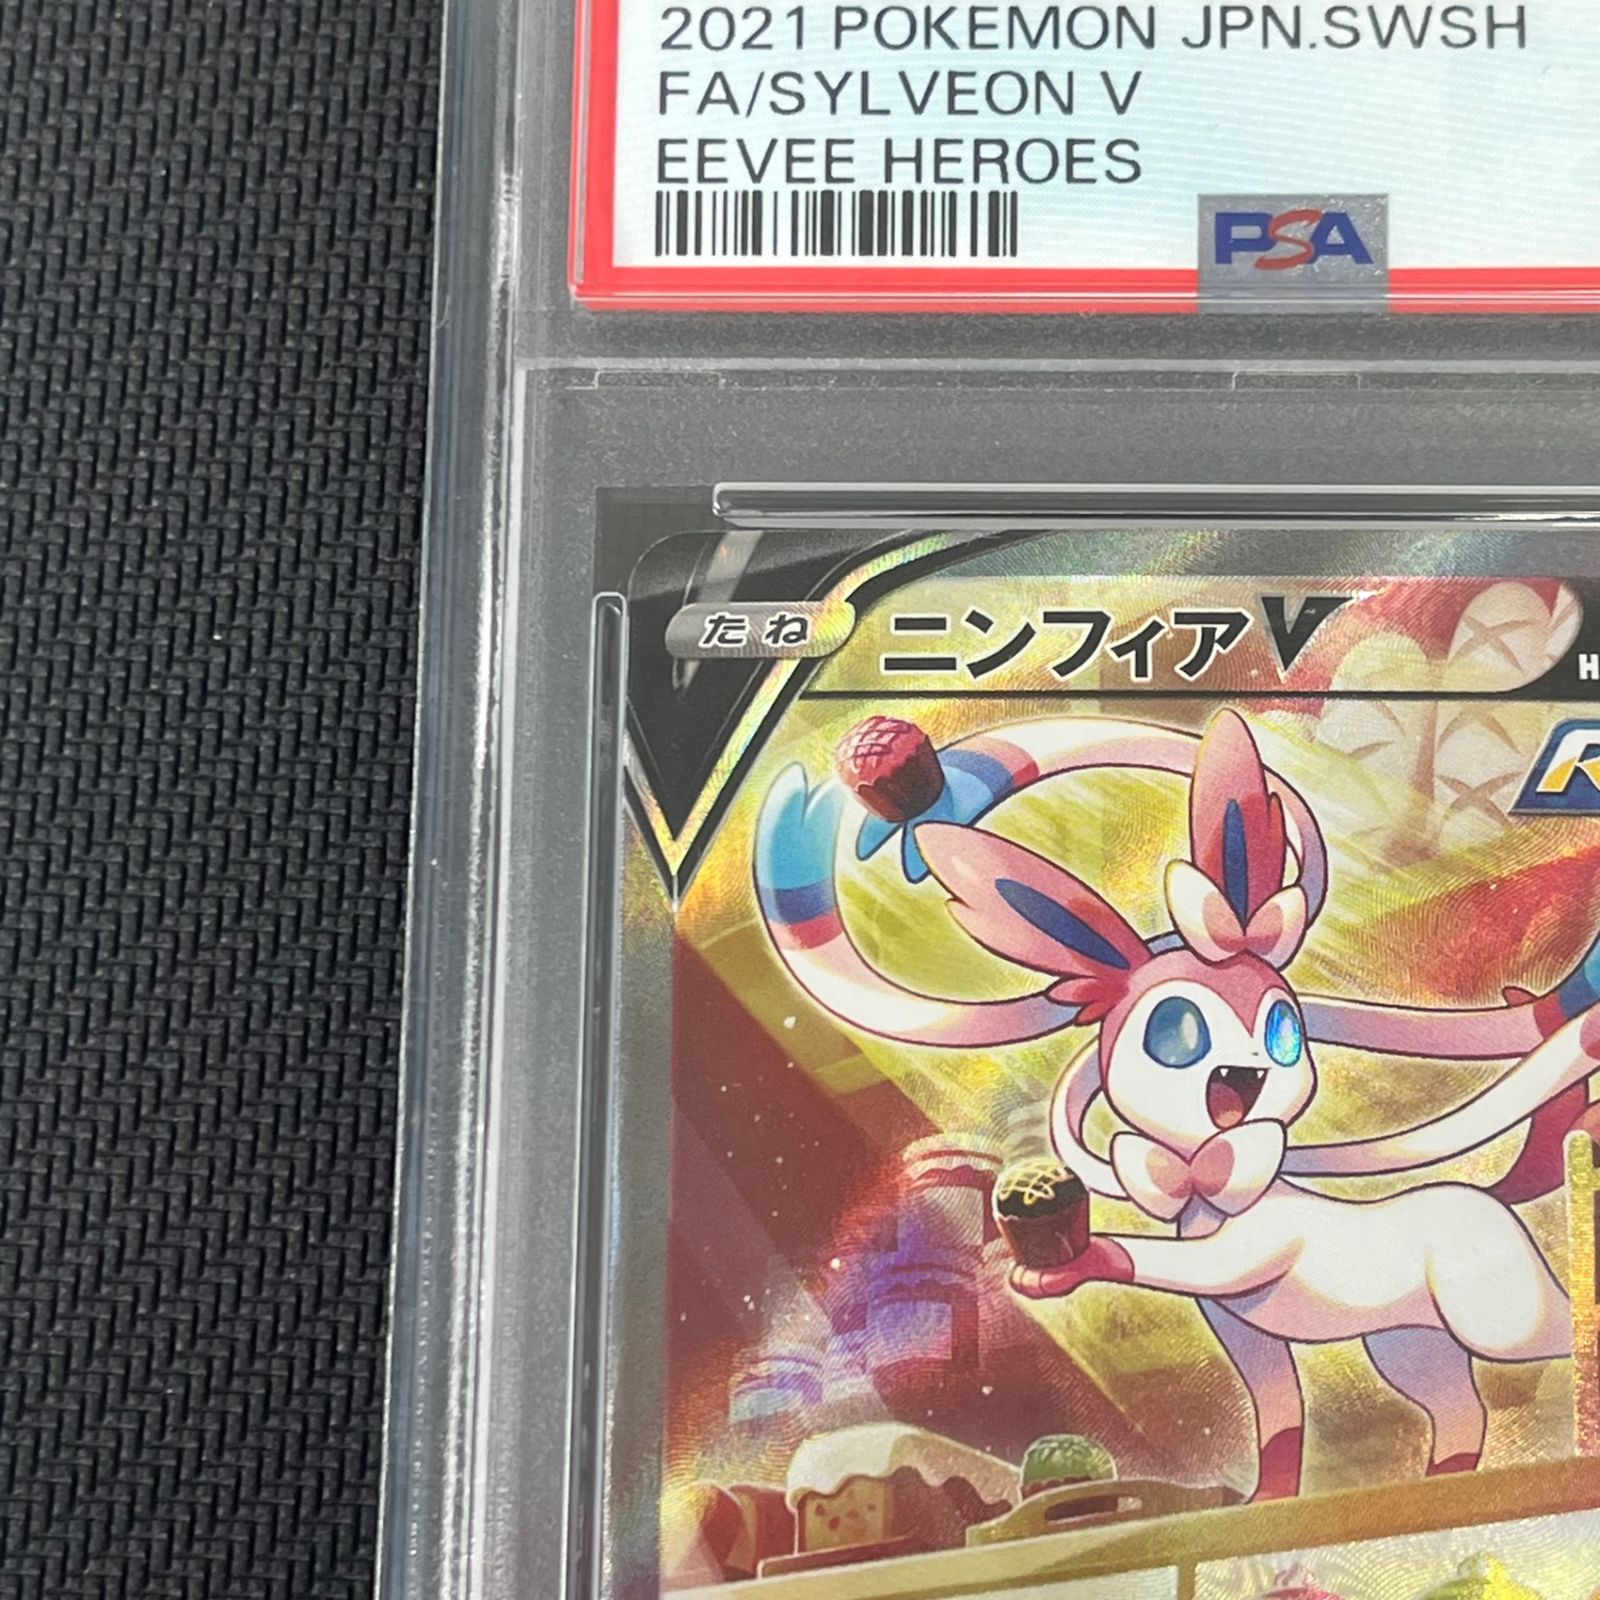 2021 POKEMON JPN.SWSH
FA/SYLVEON V
EEVEE HEROES
PSA
たね
ニンフィアV